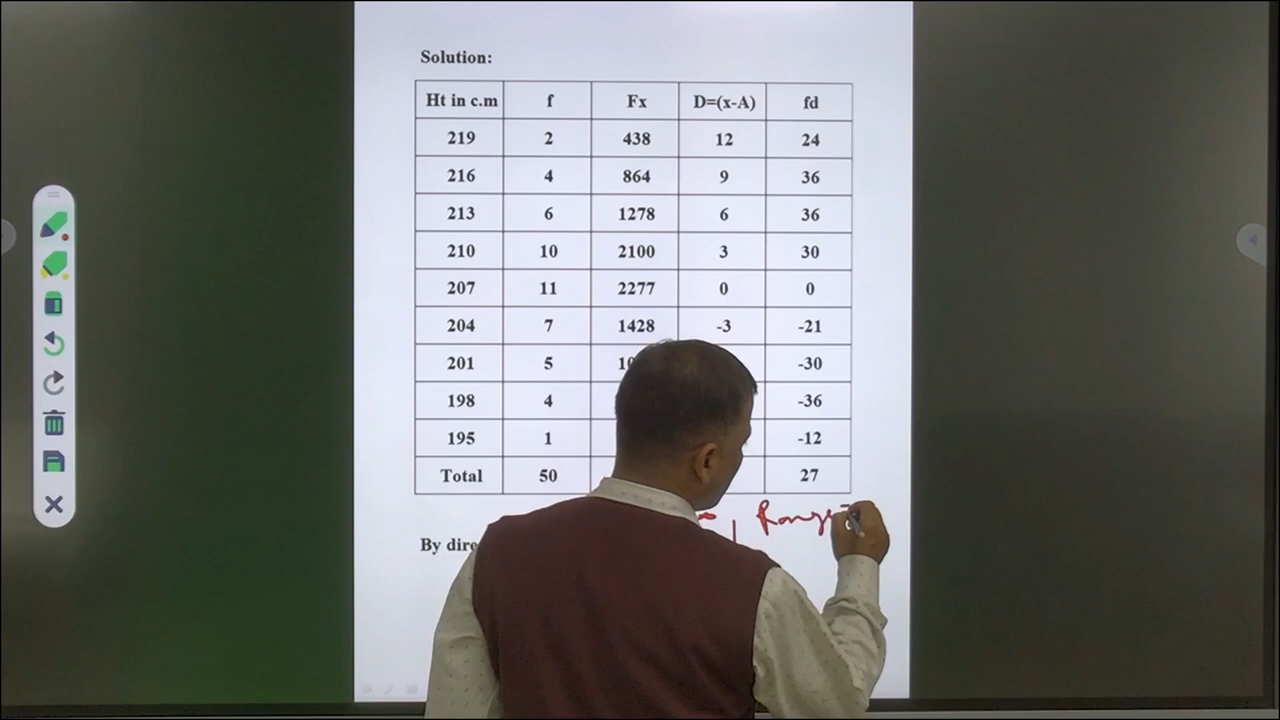 Solution:
Ht in c.m f Fx D=(x-A) fd
219 2 438 12 24
216 4 864 9 36
213 6 1278 6 36
210 10 2100 3 30
207 11 2277 0 0
204 7 1428 -3 -21
201 5 -30
198 4 -36
195 1 -12
Total 50 27
Range
By